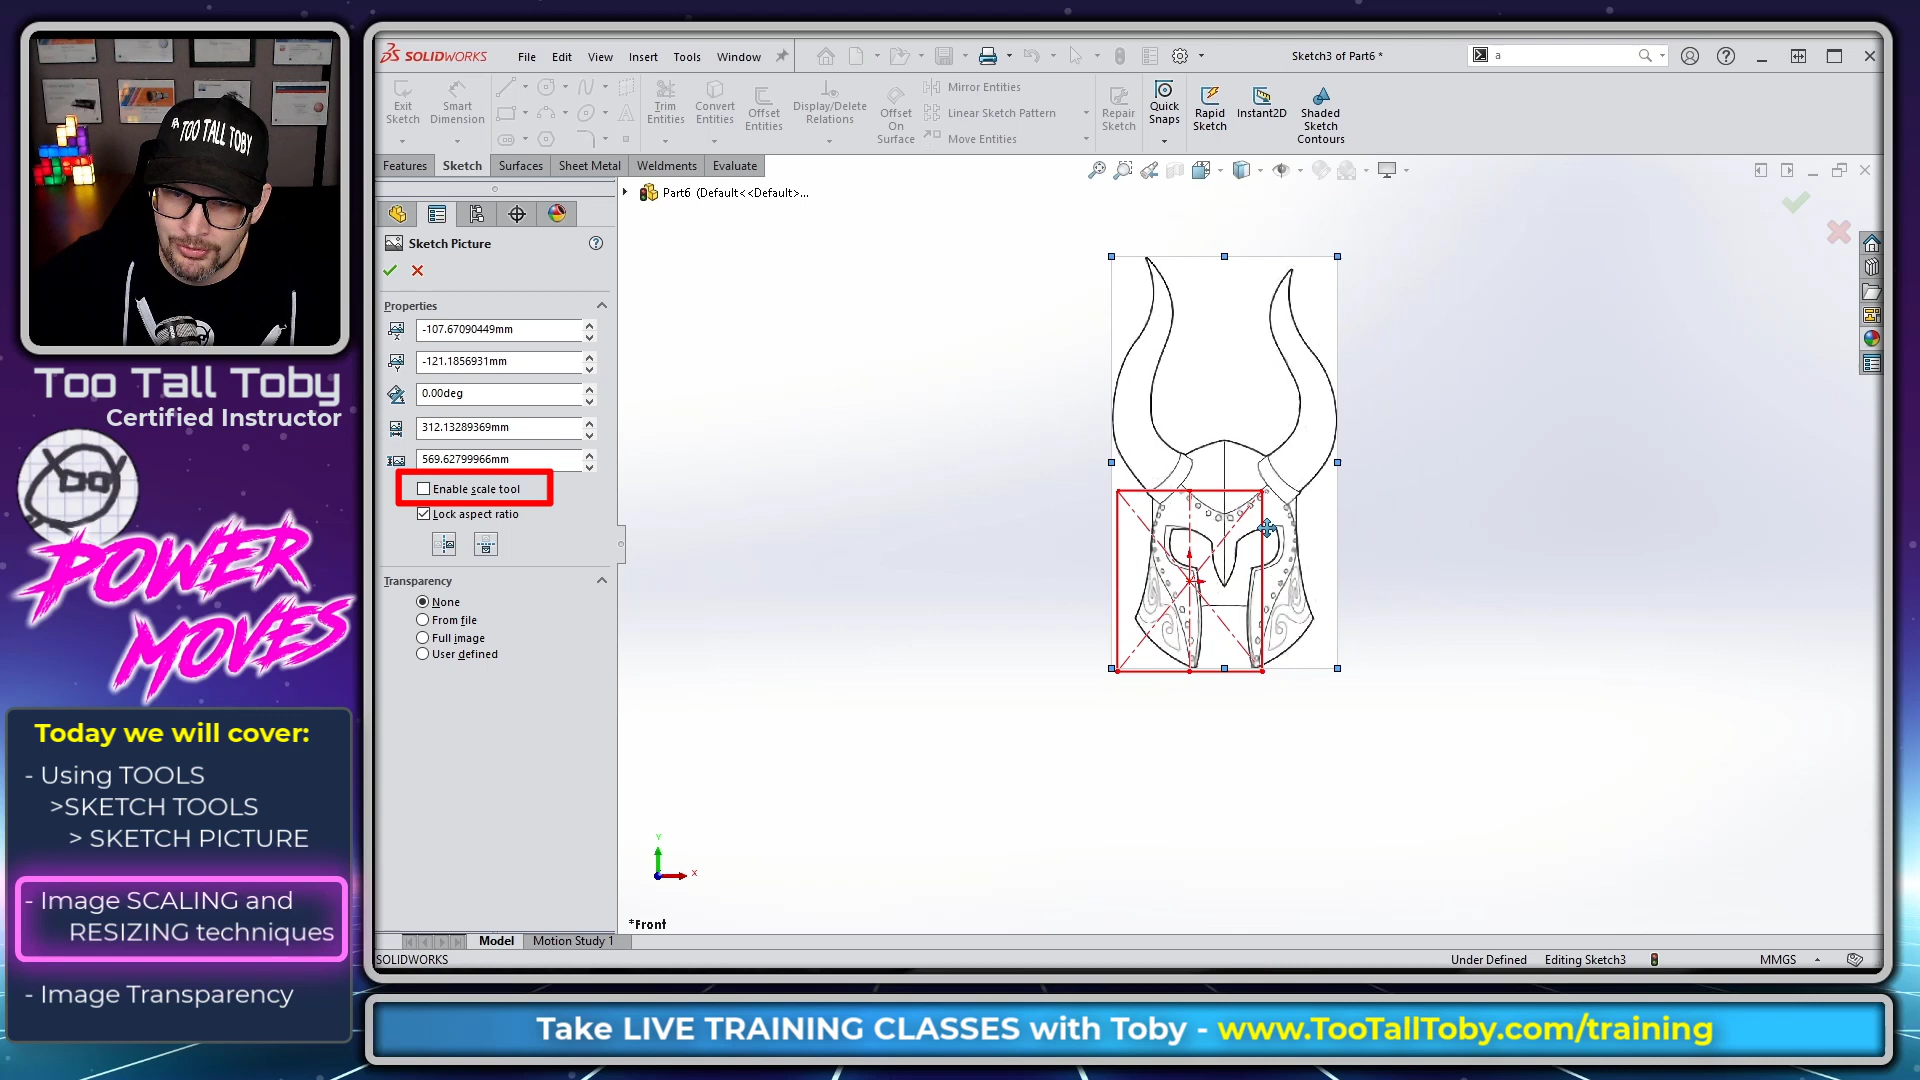 TOO TALL TOBY
Too Tall Toby
Certified Instructor
POWER
MOVES
Today we will cover:
- Using TOOLS
>SKETCH TOOLS
> SKETCH PICTURE
- Image SCALING and
RESIZING techniques
- Image Transparency
SOLIDWORKS
File Edit View Insert Tools Window
Sketch3 of Part6 *
a
Exit Sketch
Smart Dimension
Trim Entities
Convert Entities
Offset Entities
Display/Delete Relations
Offset On Surface
Mirror Entities
Linear Sketch Pattern
Move Entities
Repair Sketch
Quick Snaps
Rapid Sketch
Instant2D
Shaded Sketch Contours
Features Sketch Surfaces Sheet Metal Weldments Evaluate
Part6 (Default<<Default>...
Sketch Picture
Properties
-107.67090449mm
-121.1856931mm
0.00deg
312.13289369mm
569.62799966mm
Enable scale tool
Lock aspect ratio
Transparency
None
From file
Full image
User defined
Y
X
*Front
Model Motion Study 1
SOLIDWORKS
Under Defined Editing Sketch3 MMGS
Take LIVE TRAINING CLASSES with Toby - www.TooTallToby.com/training